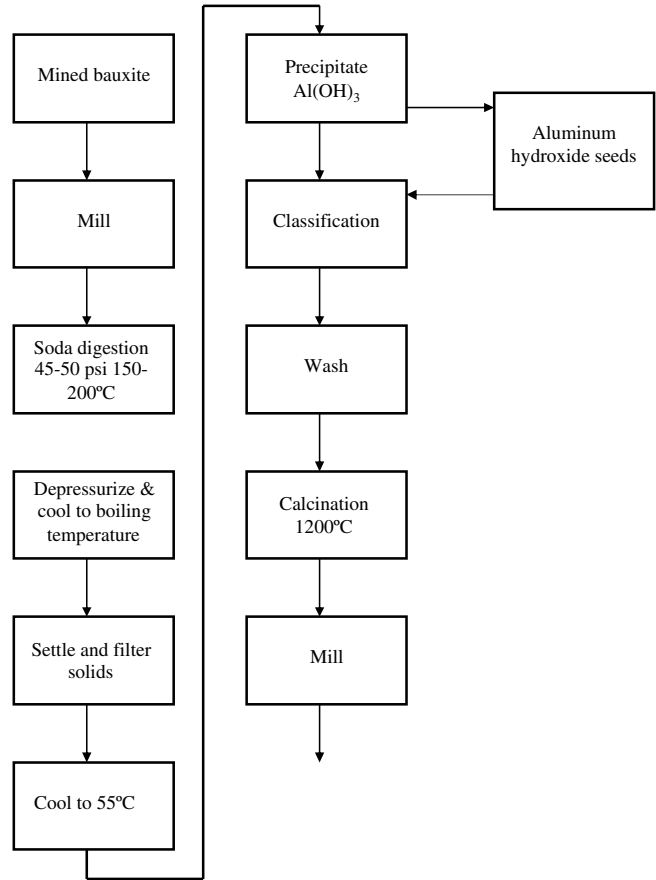 Mined bauxite
Mill
Soda digestion
45-50 psi 150-
200ºC
Depressurize &
cool to boiling
temperature
Settle and filter
solids
Cool to 55ºC
Precipitate
Al(OH)₃
Aluminum
hydroxide seeds
Classification
Wash
Calcination
1200ºC
Mill